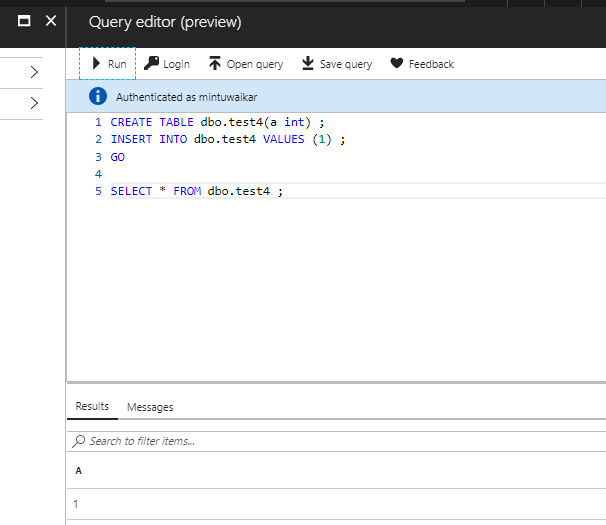 Query editor (preview)
Run Login Open query Save query Feedback
Authenticated as mintuwaikar
1 CREATE TABLE dbo.test4(a int) ;
2 INSERT INTO dbo.test4 VALUES (1) ;
3 GO
4
5 SELECT * FROM dbo.test4 ;
Results Messages
Search to filter items...
A
1